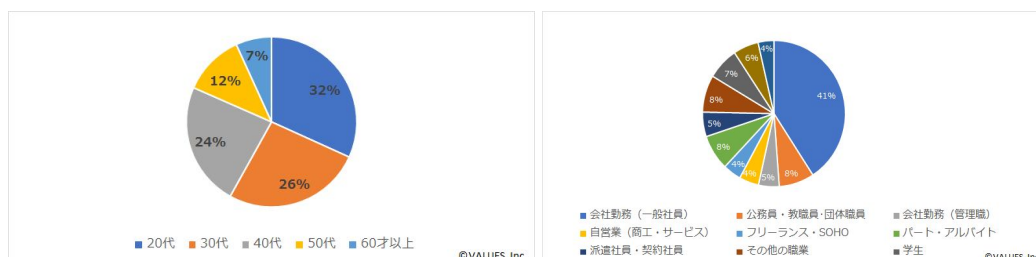 7%
12%
32%
24%
26%
■ 20代 ■ 30代 ■ 40代 ■ 50代 ■ 60才以上
©VALUES, Inc
4%
6%
7%
41%
8%
5%
8%
4%
4%
5%
8%
■ 会社勤務（一般社員） ■ 公務員・教職員・団体職員 ■ 会社勤務（管理職）
■ 自営業（商工・サービス） ■ フリーランス・SOHO ■ パート・アルバイト
■ 派遣社員・契約社員 ■ その他の職業 ■ 学生
©VALUES, Inc